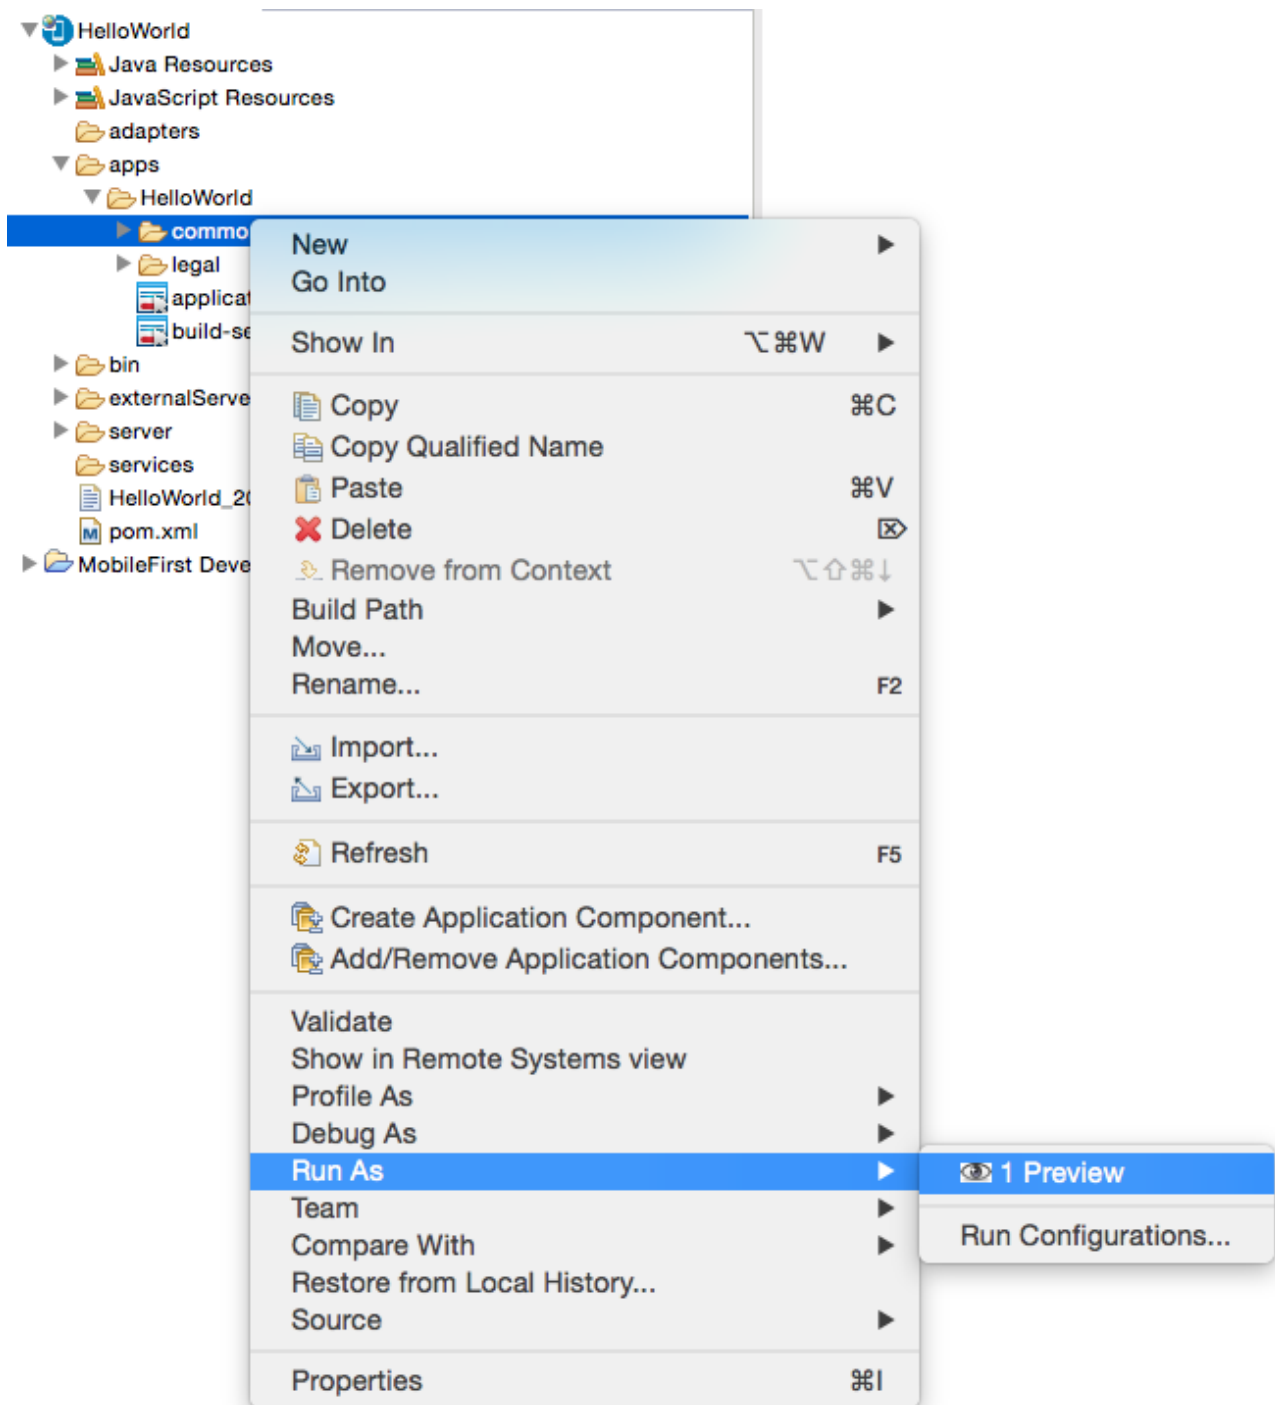 HelloWorld
Java Resources
JavaScript Resources
adapters
apps
HelloWorld
commo
legal
applicat
build-se
bin
externalServe
server
services
HelloWorld_20
pom.xml
MobileFirst Deve
New
Go Into
Show In ⌥⌘W
Copy ⌘C
Copy Qualified Name
Paste ⌘V
Delete ⌦
Remove from Context ⌥⇧⌘↓
Build Path
Move...
Rename... F2
Import...
Export...
Refresh F5
Create Application Component...
Add/Remove Application Components...
Validate
Show in Remote Systems view
Profile As
Debug As
Run As
1 Preview
Run Configurations...
Team
Compare With
Restore from Local History...
Source
Properties ⌘I